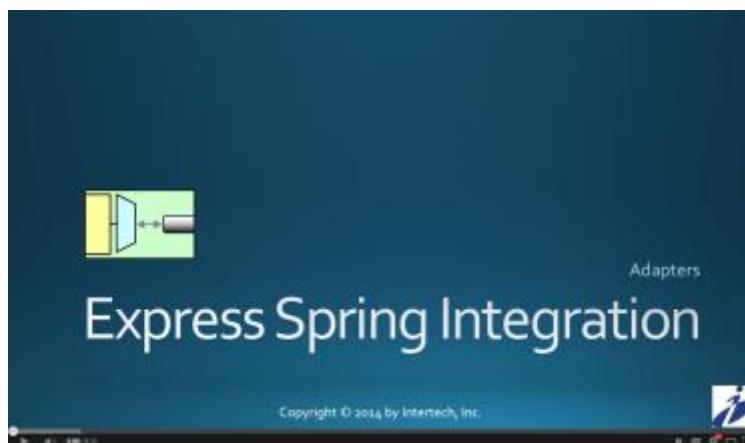 Adapters
Express Spring Integration
Copyright © 2014 by Intertech, Inc.